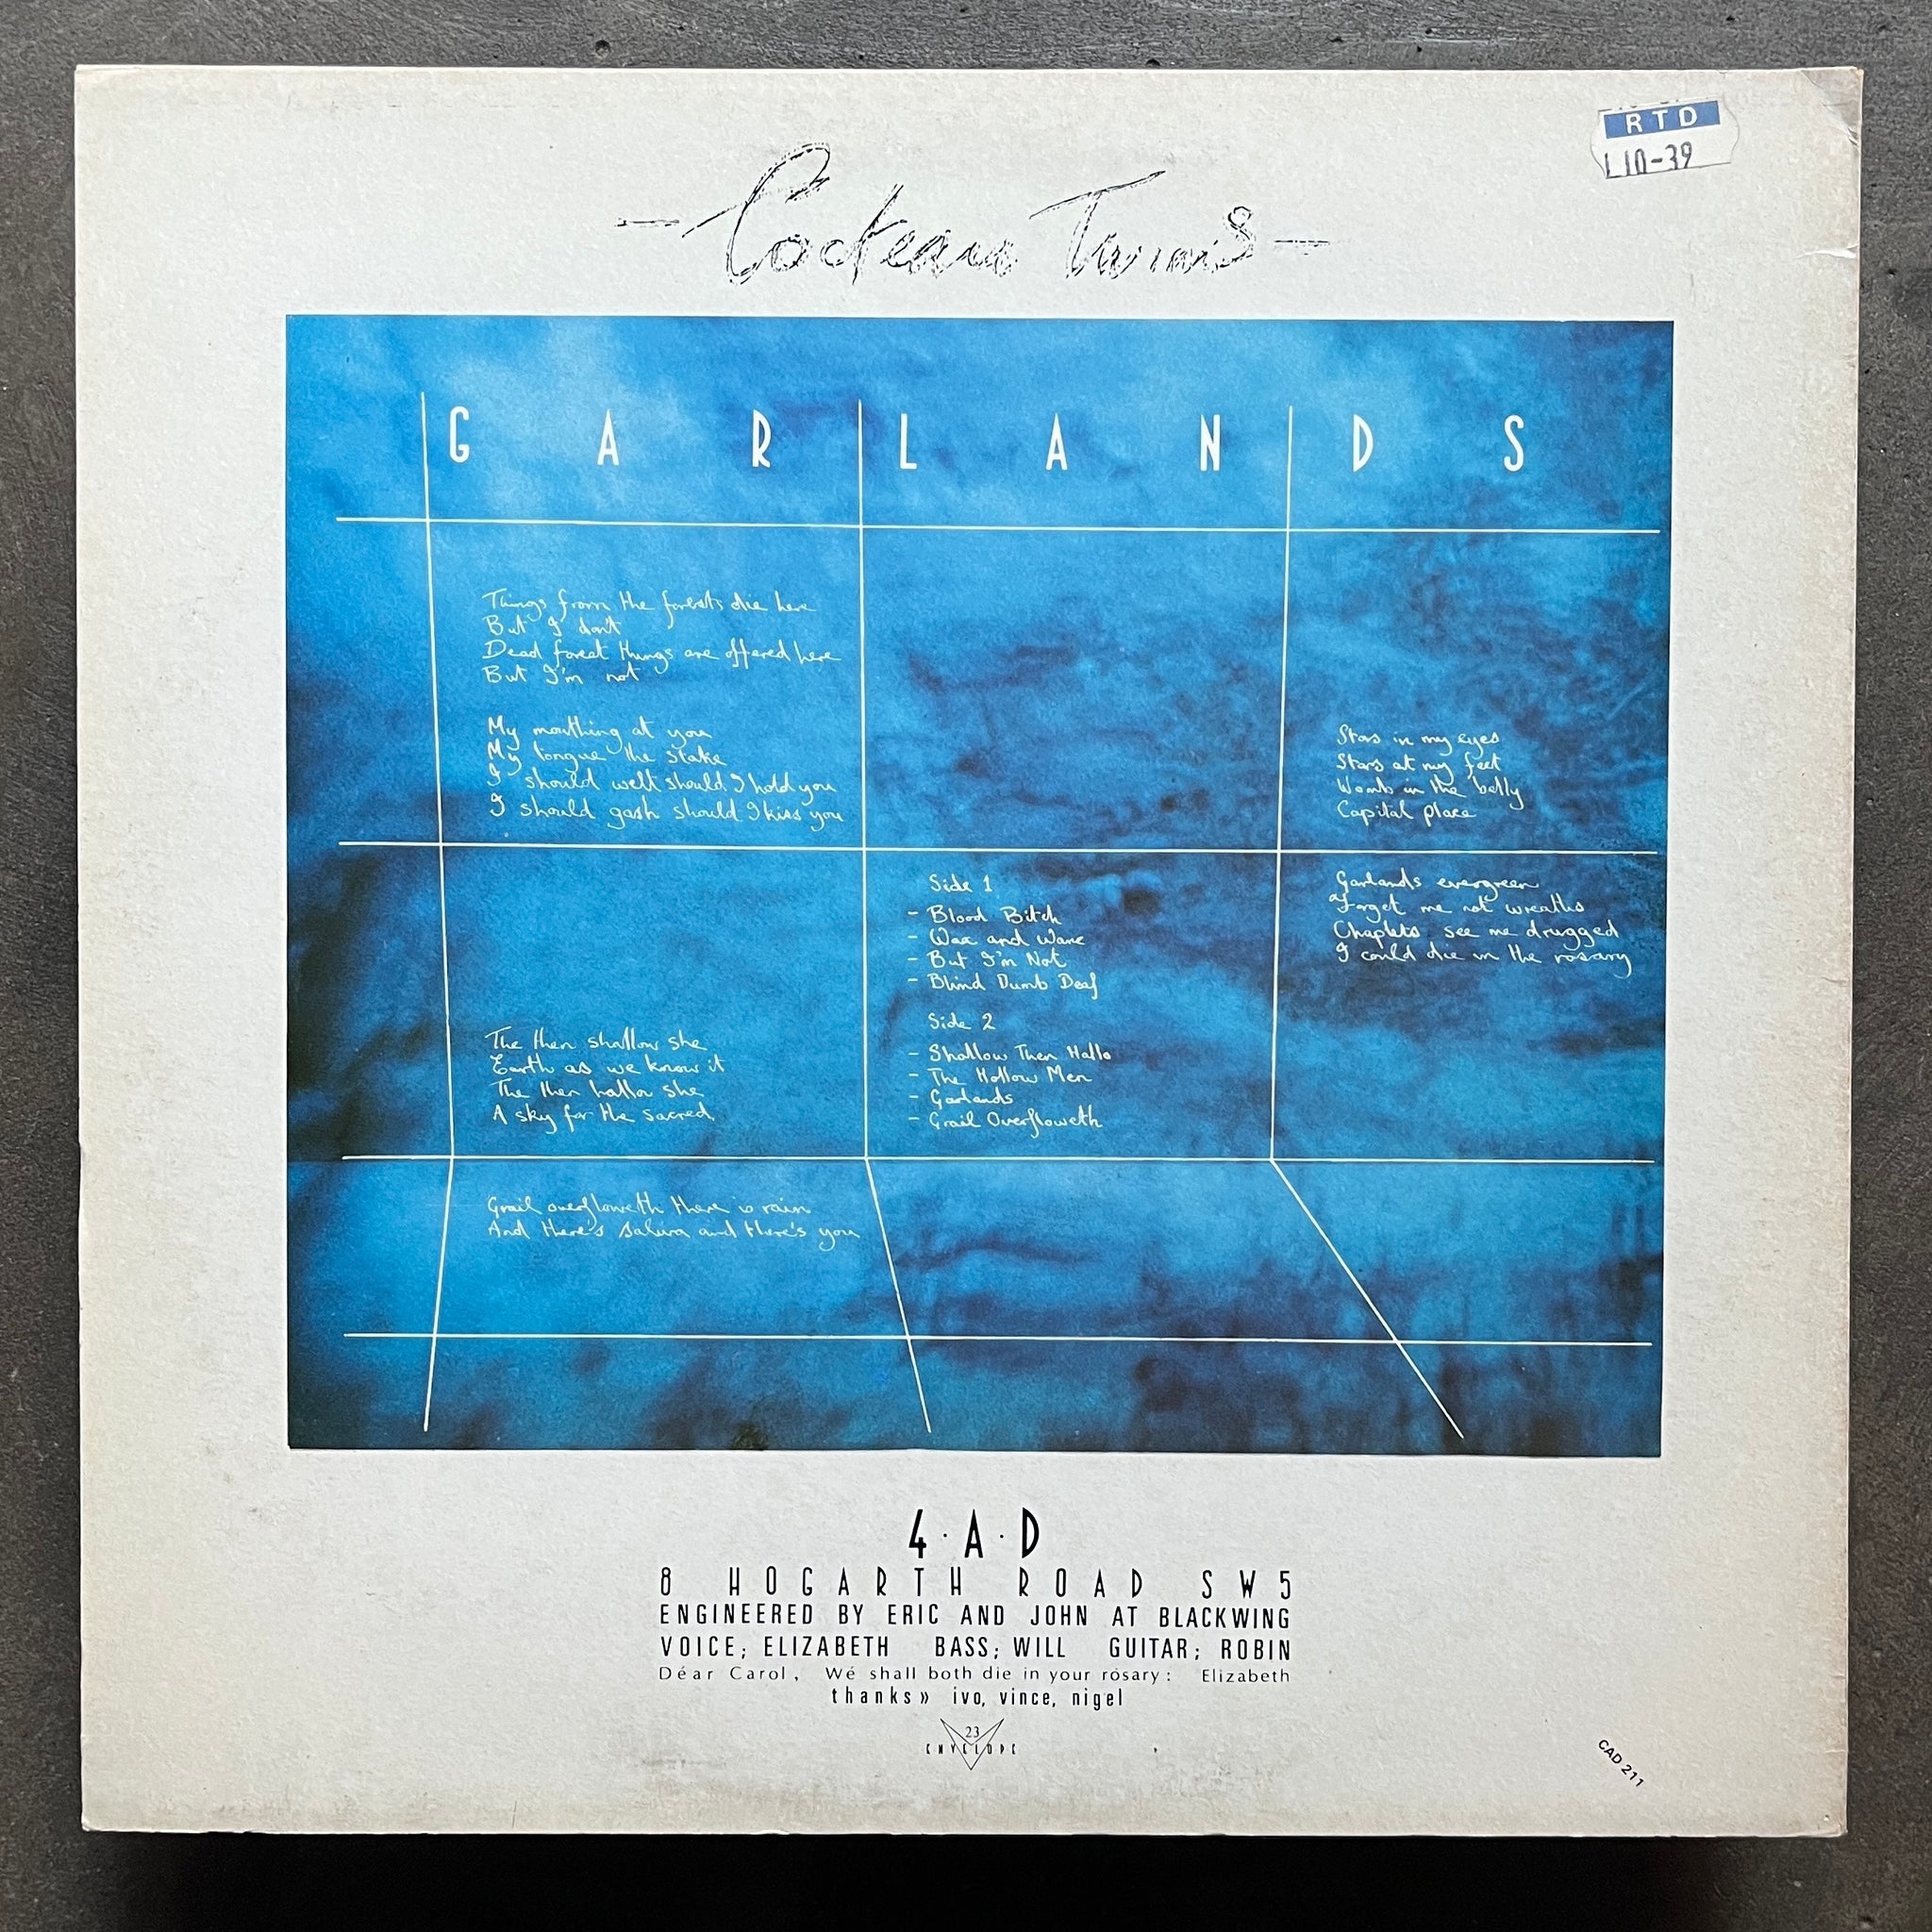 RTD
L10-39
- Cocteau Twins -
GARLANDS
Things from the forests die here
But I don't
Dead forest things are offered here
But I'm not
My mouthing at you
My tongue the stake
I should welt should I hold you
I should gash should I kiss you
The then shallow she
Earth as we know it
The then hallow she
A sky for the sacred
Grail overfloweth there is rain
And there's saliva and there's you
Side 1
- Blood Bitch
- Wax and Wane
- But I'm Not
- Blind Dumb Deaf
Side 2
- Shallow Then Hallo
- The Hollow Men
- Garlands
- Grail Overfloweth
Stars in my eyes
Stars at my feet
Womb in the belly
Capital place
Garlands evergreen
Forget me not wreaths
Chaplets see me drugged
I could die in the rosary
4·A·D
8 HOGARTH ROAD SW5
ENGINEERED BY ERIC AND JOHN AT BLACKWING
VOICE; ELIZABETH BASS; WILL GUITAR; ROBIN
Déar Carol, Wé shall both die in your rosary: Elizabeth
thanks» ivo, vince, nigel
23
ENVELOPE
CAD 211